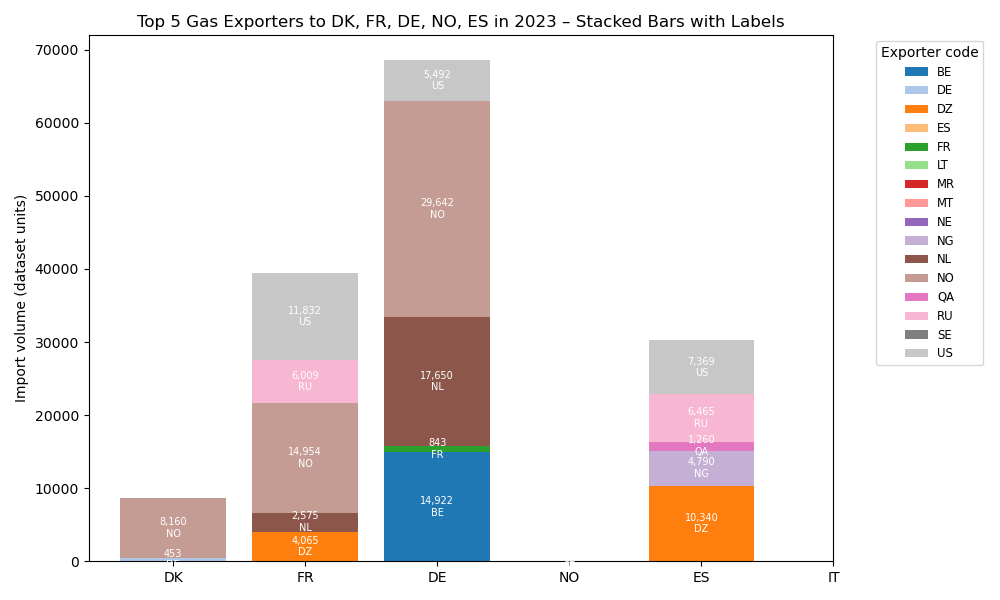 Top 5 Gas Exporters to DK, FR, DE, NO, ES in 2023 – Stacked Bars with Labels
Import volume (dataset units)
70000
60000
50000
40000
30000
20000
10000
0
8,160
NO
453
11,832
US
6,009
RU
14,954
NO
2,575
NL
4,065
DZ
5,492
US
29,642
NO
17,650
NL
843
FR
14,922
BE
7,369
US
6,465
RU
1,260
QA
4,790
NG
10,340
DZ
DK
FR
DE
NO
ES
IT
Exporter code
BE
DE
DZ
ES
FR
LT
MR
MT
NE
NG
NL
NO
QA
RU
SE
US